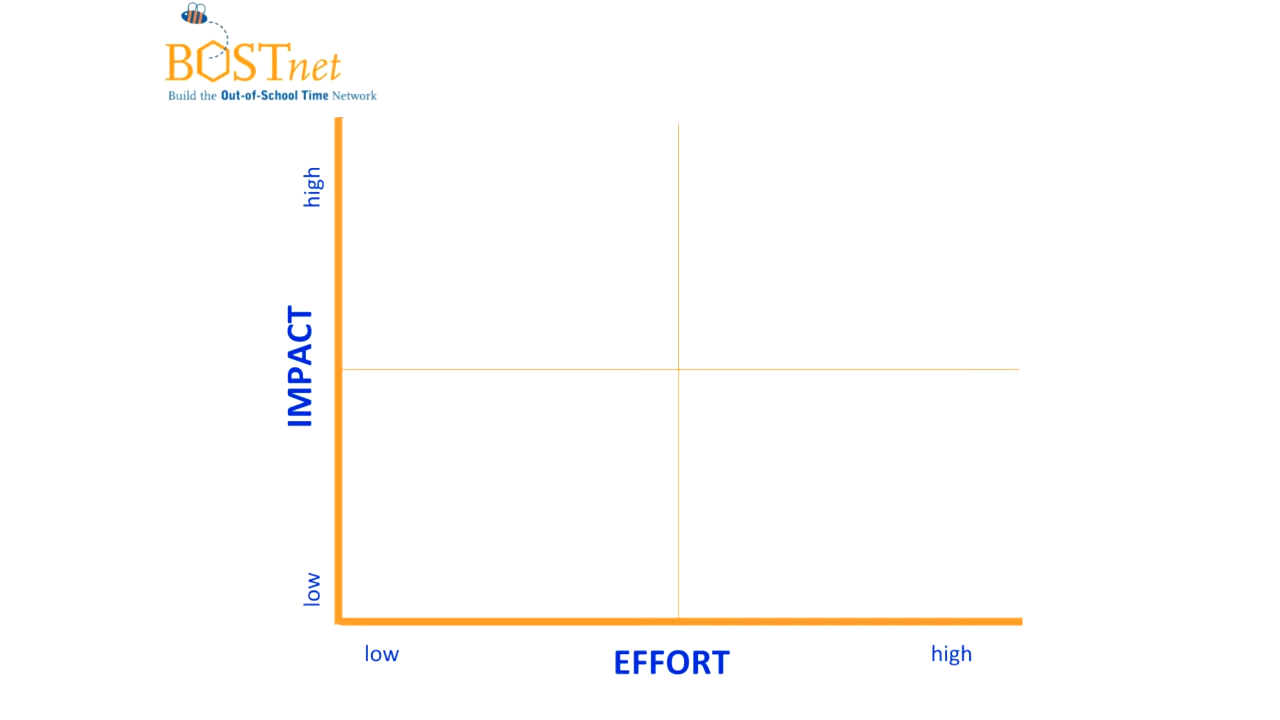 BOSTnet
Build the Out-of-School Time Network
high
IMPACT
low
low
EFFORT
high